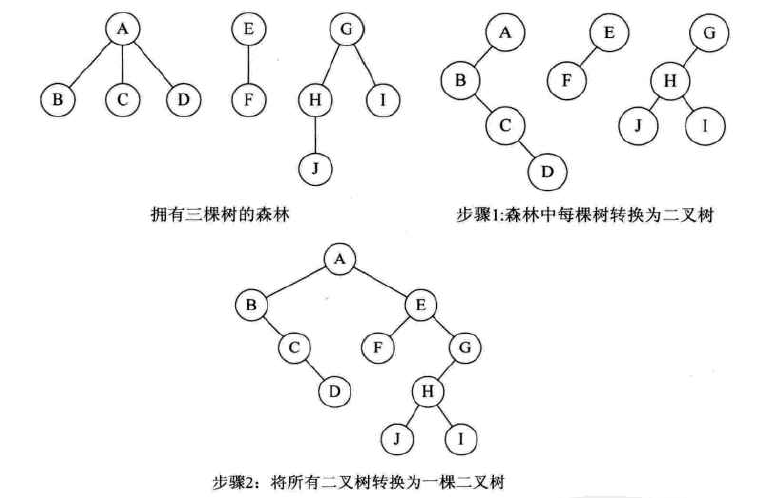 A E G
B C D F H I
J
拥有三棵树的森林
A E G
B F H
C J I
D
步骤1:森林中每棵树转换为二叉树
A
B E
C F G
D H
J I
步骤2：将所有二叉树转换为一棵二叉树